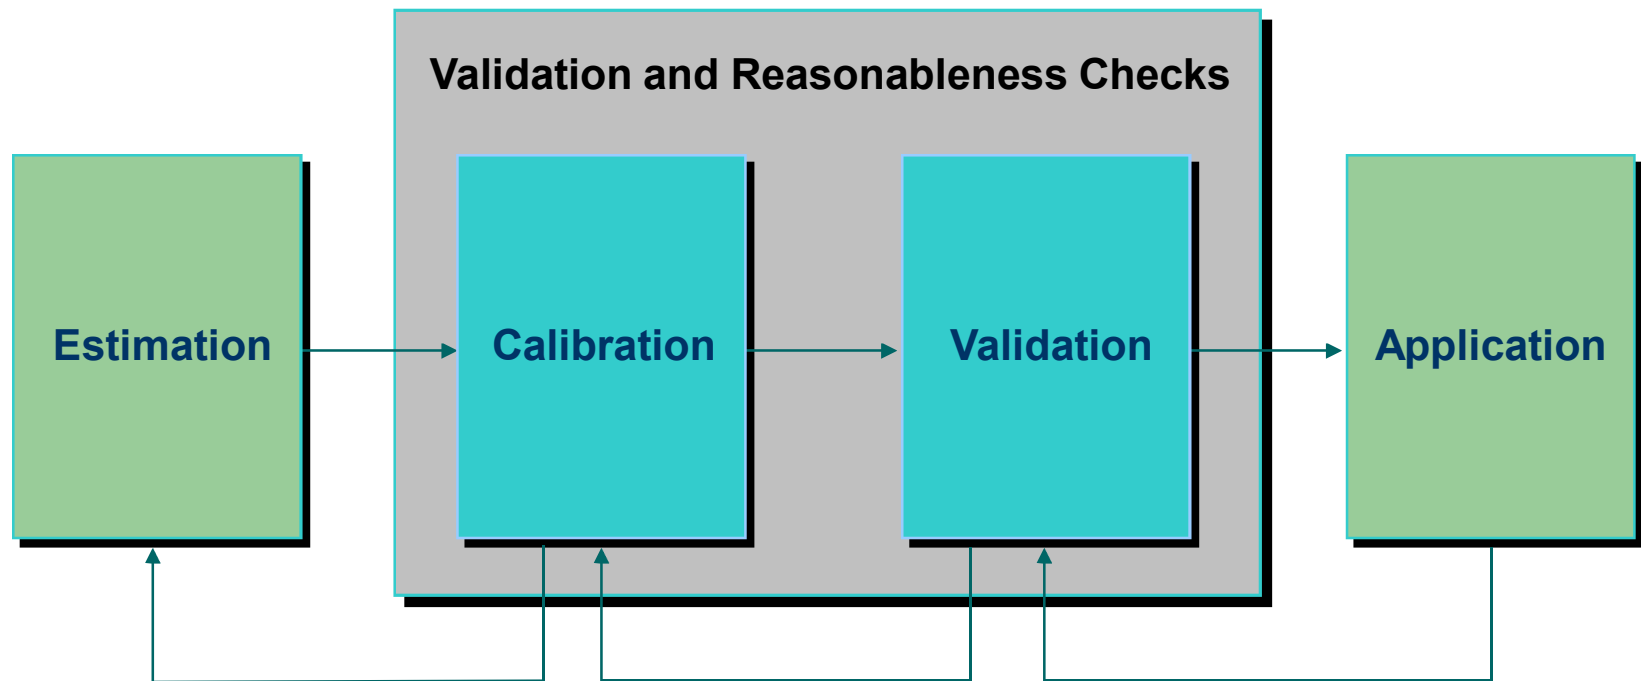 Validation and Reasonableness Checks
Estimation
Calibration
Validation
Application